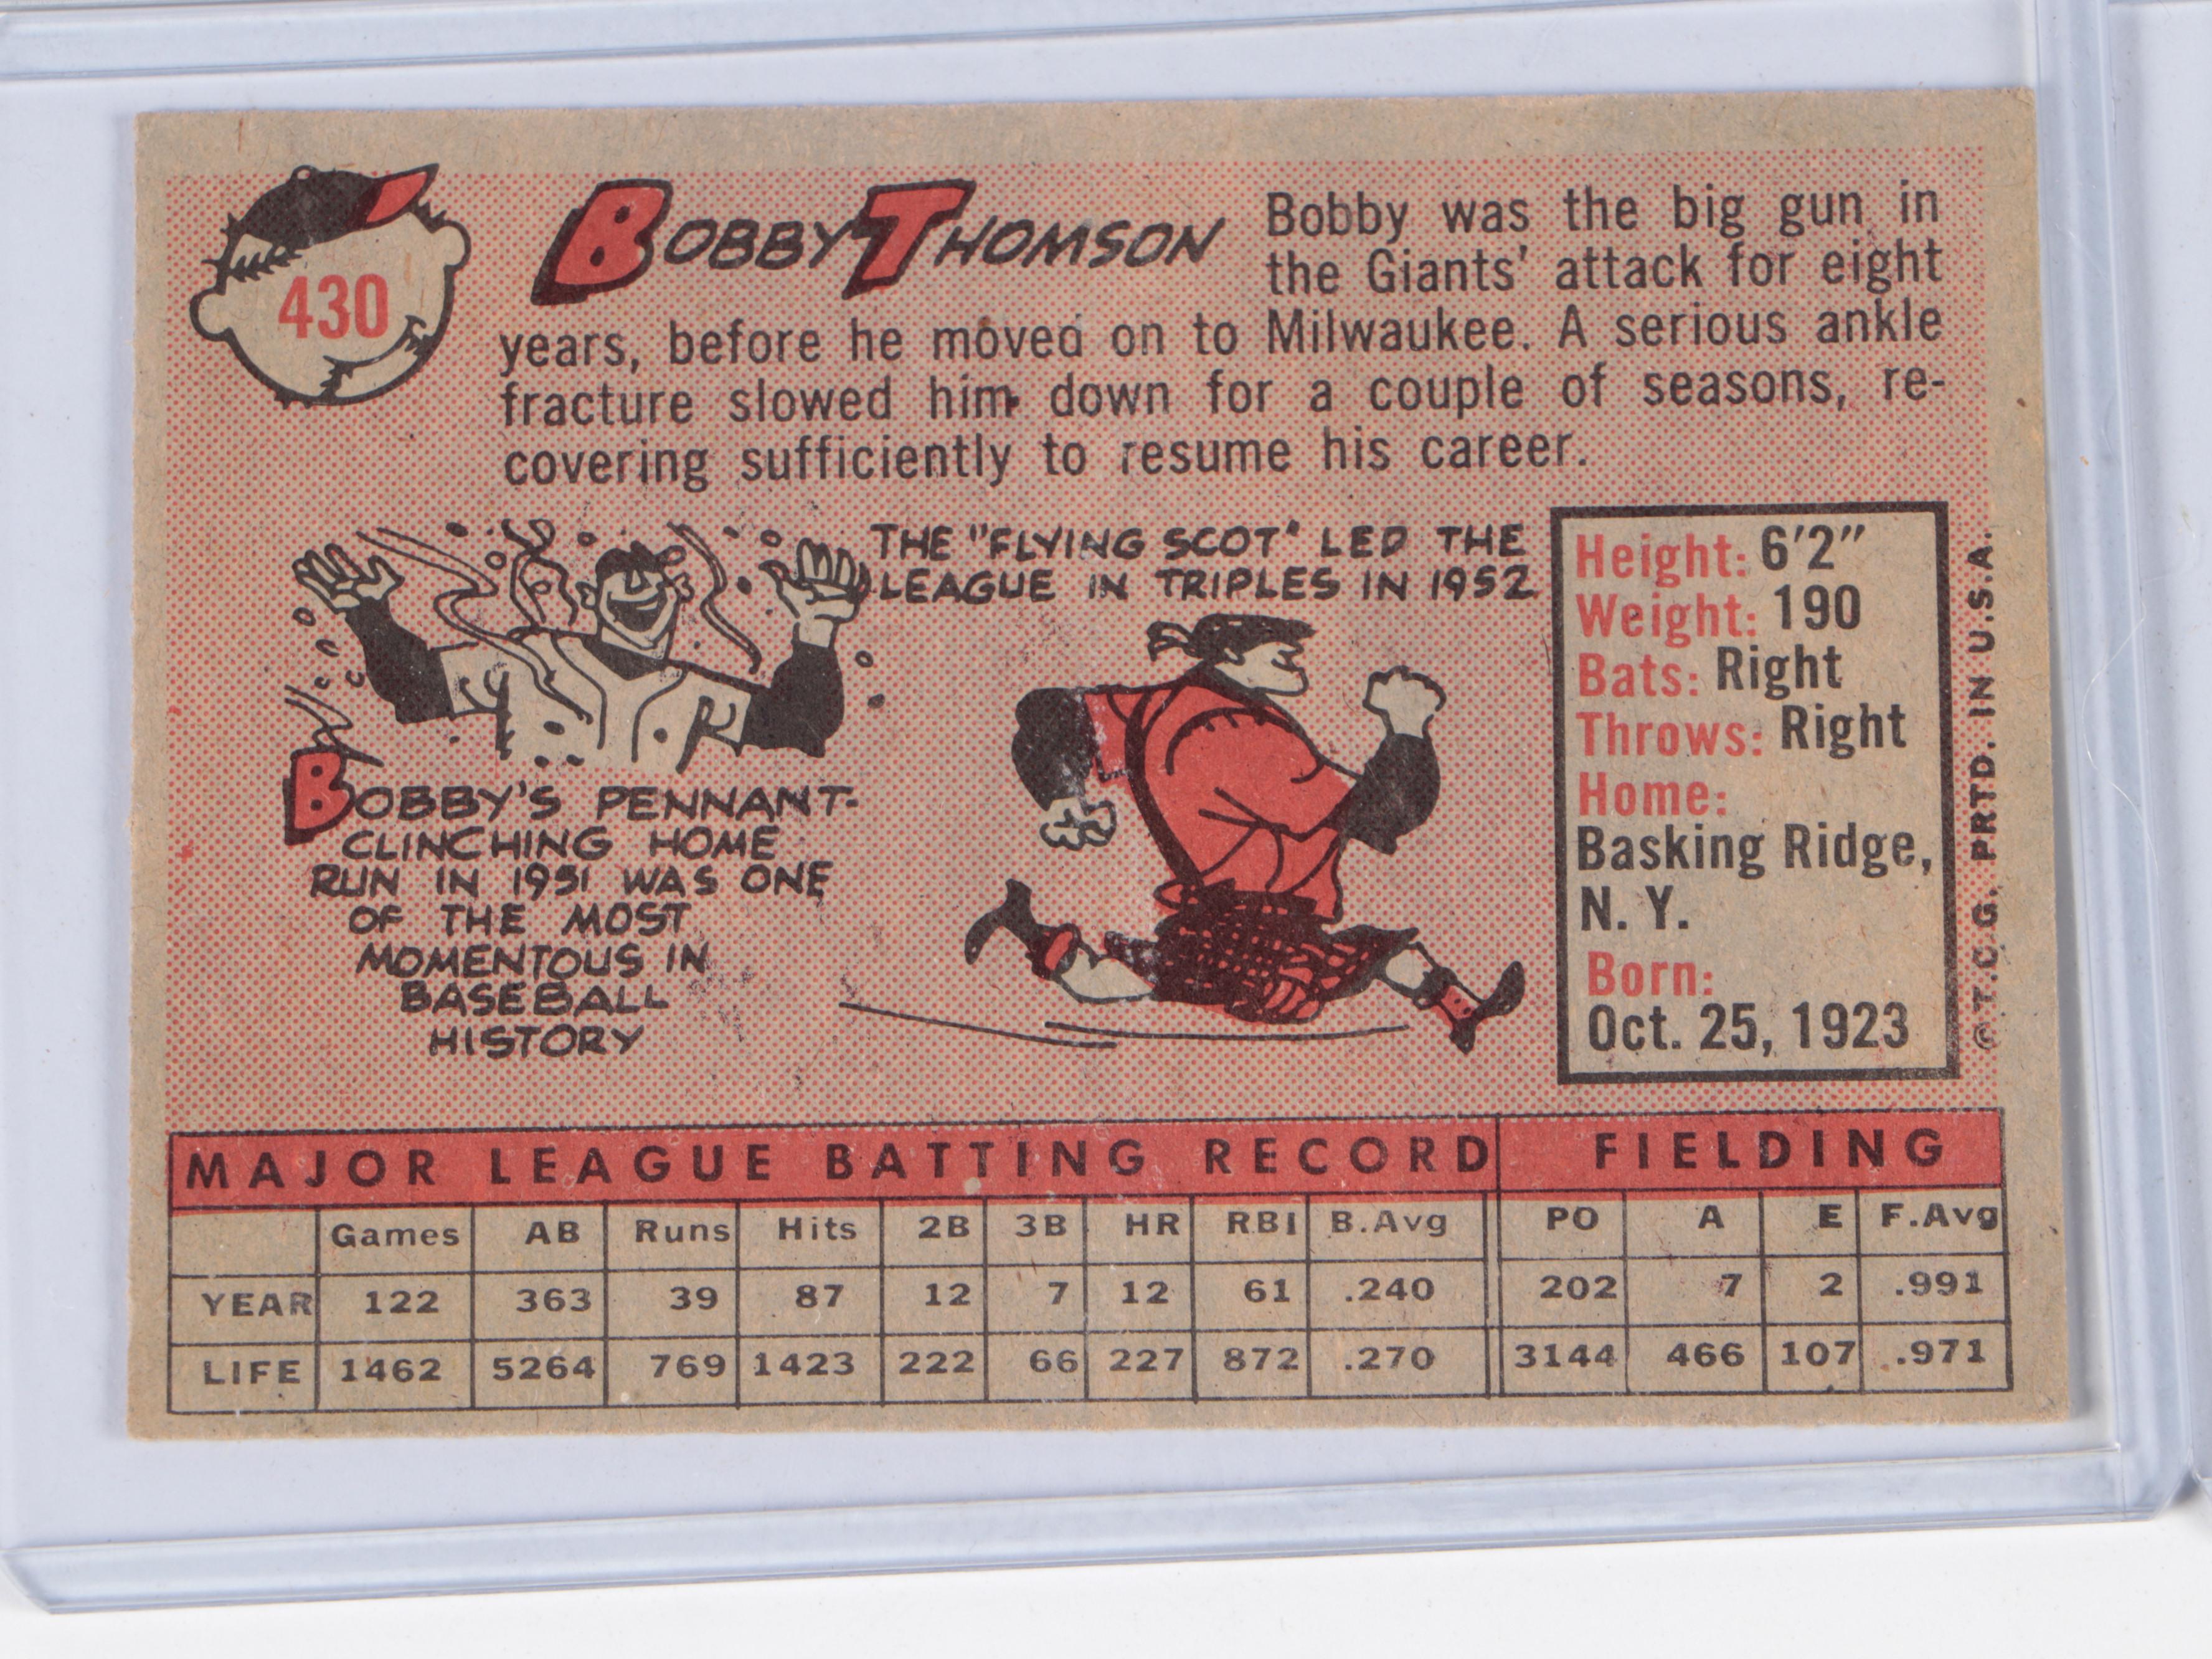 430
BOBBY THOMSON
Bobby was the big gun in
the Giants' attack for eight
years, before he moved on to Milwaukee. A serious ankle
fracture slowed him down for a couple of seasons, re-
covering sufficiently to resume his career.
THE "FLYING SCOT" LED THE
LEAGUE IN TRIPLES IN 1952
BOBBY'S PENNANT-
CLINCHING HOME
RUN IN 1951 WAS ONE
OF THE MOST
MOMENTOUS IN
BASEBALL
HISTORY
Height: 6'2"
Weight: 190
Bats: Right
Throws: Right
Home:
Basking Ridge,
N. Y.
Born:
Oct. 25, 1923
© T.C.G. PRTD. IN U.S.A.
MAJOR LEAGUE BATTING RECORD FIELDING
Games AB Runs Hits 2B 3B HR RBI B.Avg PO A E F.Avg
YEAR 122 363 39 87 12 7 12 61 .240 202 7 2 .991
LIFE 1462 5264 769 1423 222 66 227 872 .270 3144 466 107 .971